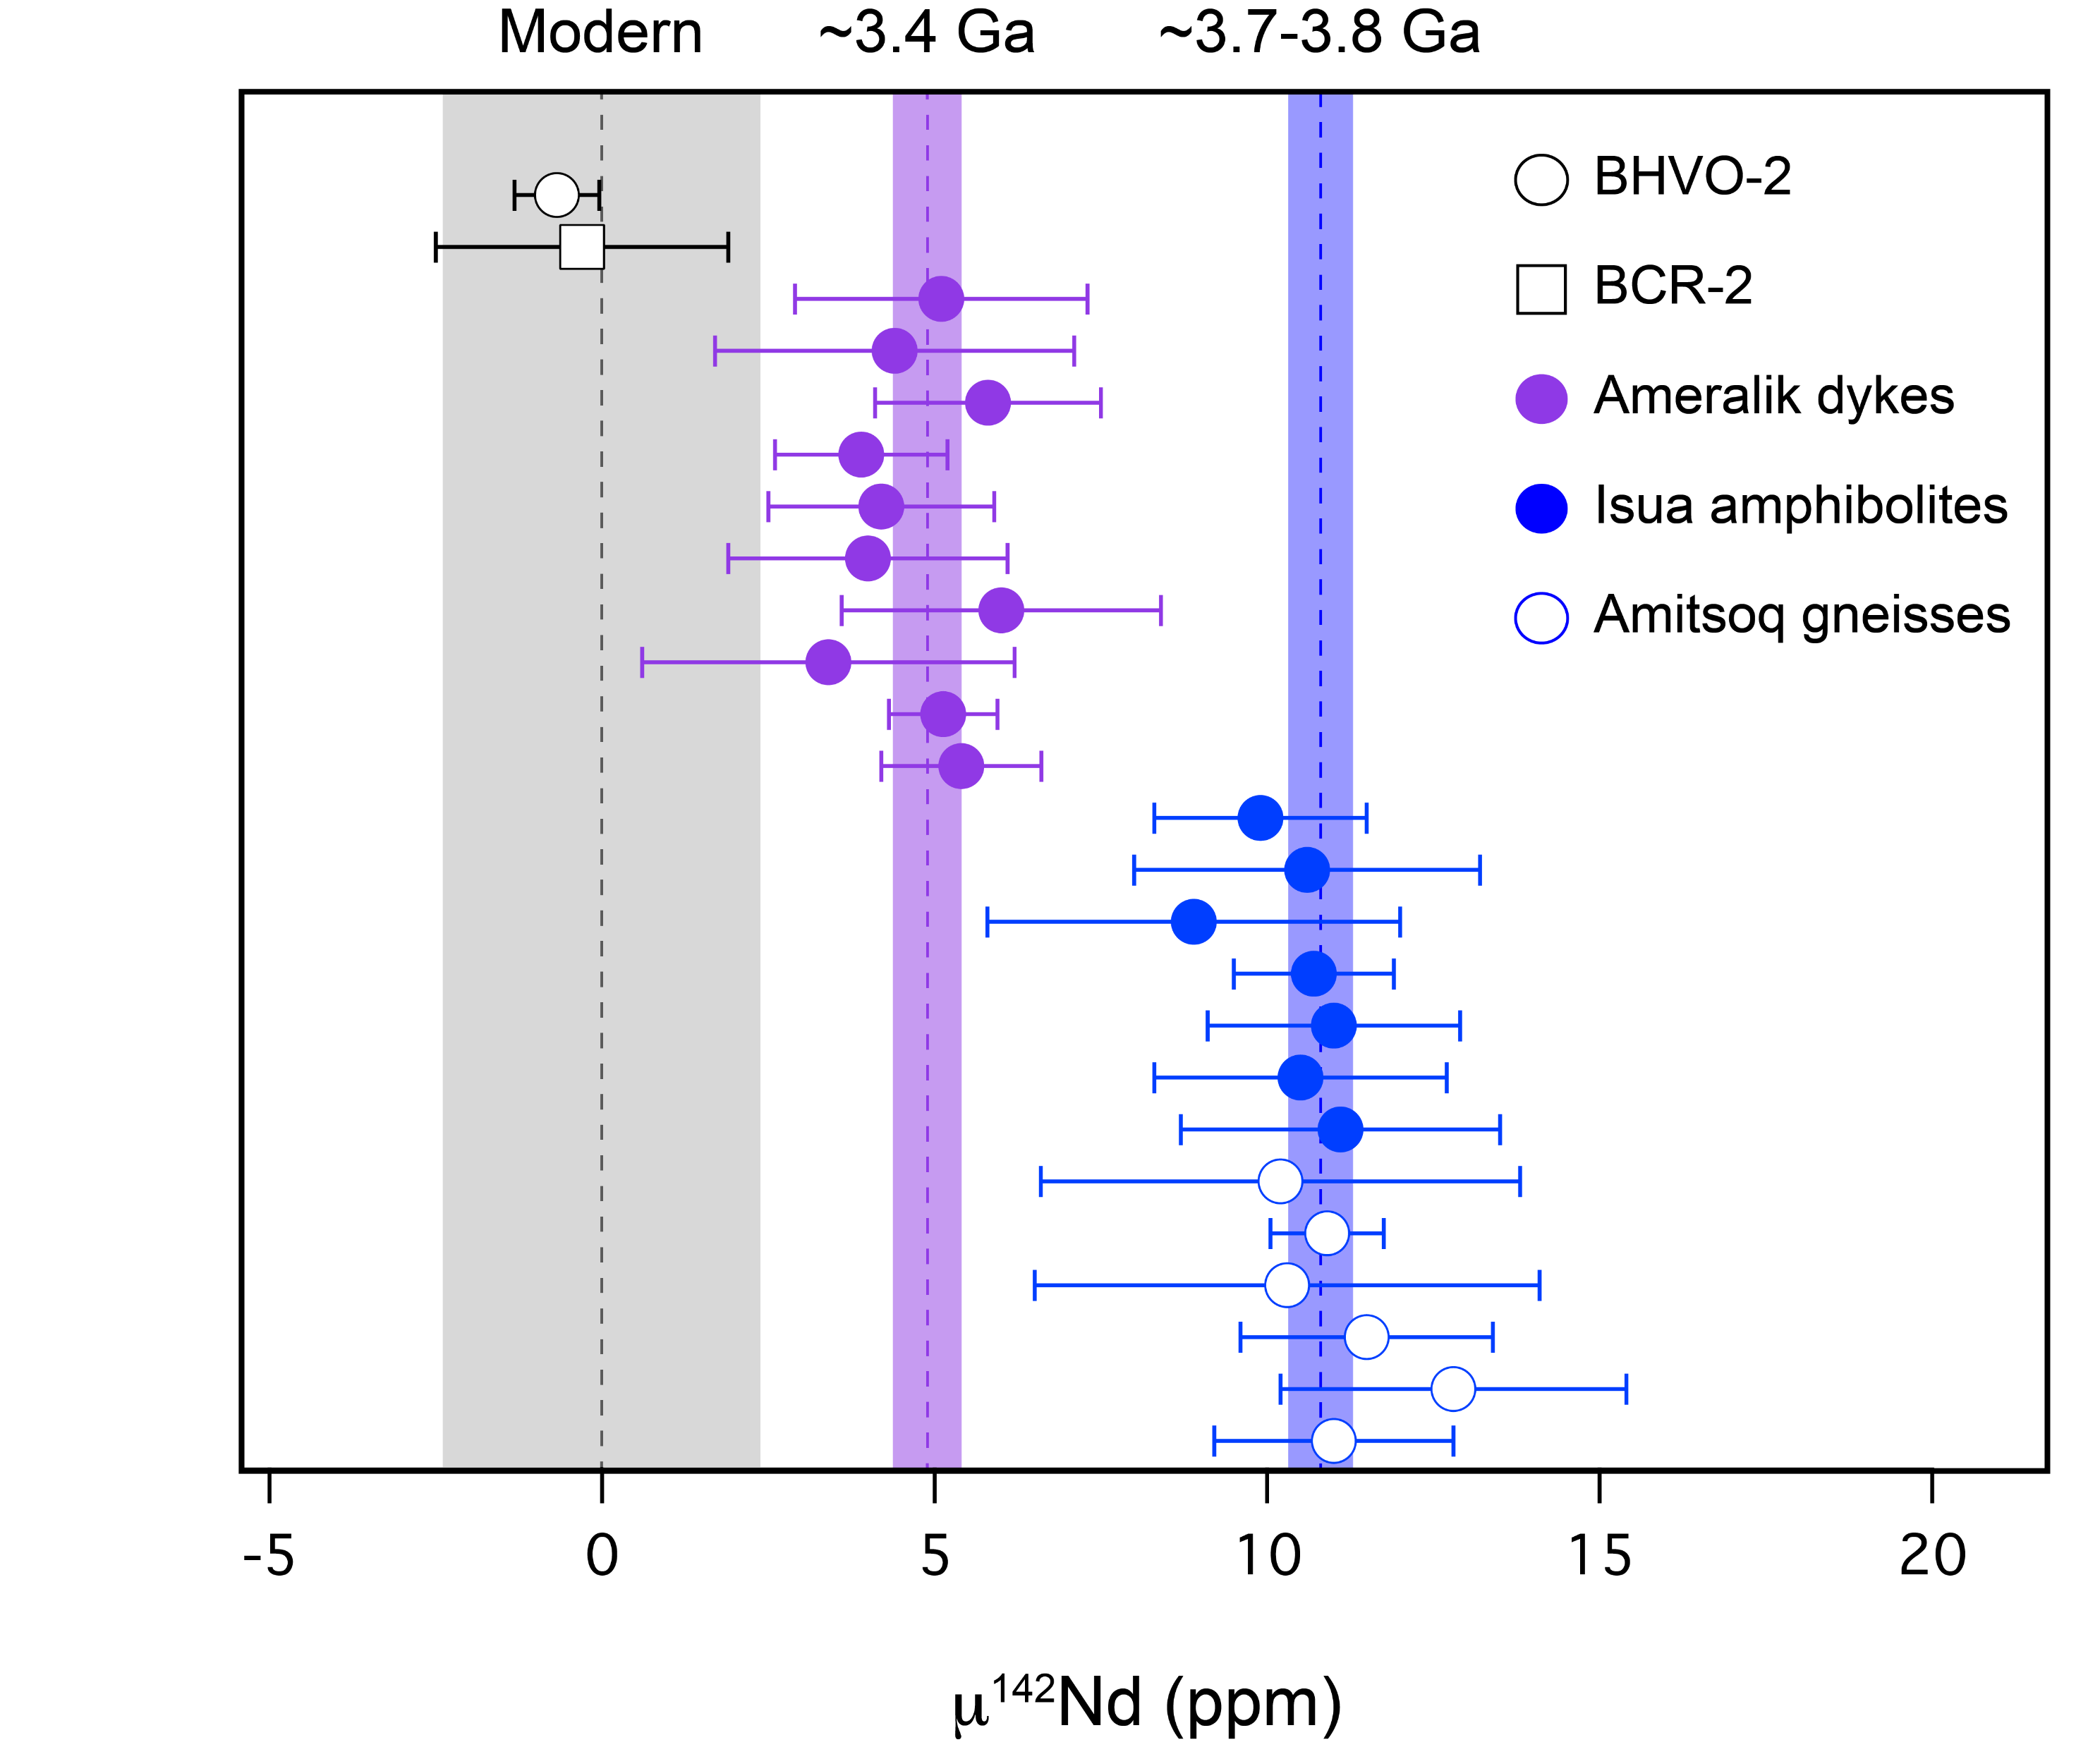 Modern ~3.4 Ga ~3.7-3.8 Ga
BHVO-2
BCR-2
Ameralik dykes
Isua amphibolites
Amitsoq gneisses
-5 0 5 10 15 20
μ¹⁴²Nd (ppm)